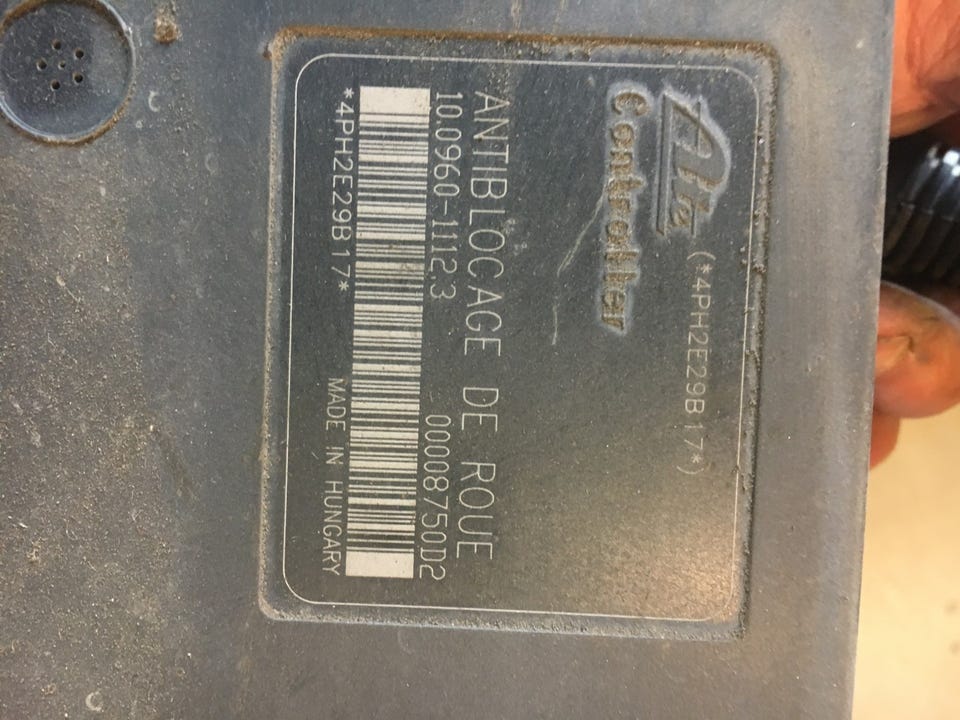 (*4PH2E29B17*)
Ate
Controller
ANTIBLOCAGE DE ROUE
10.0960-1112.3 00008750D2
*4PH2E29B17* MADE IN HUNGARY